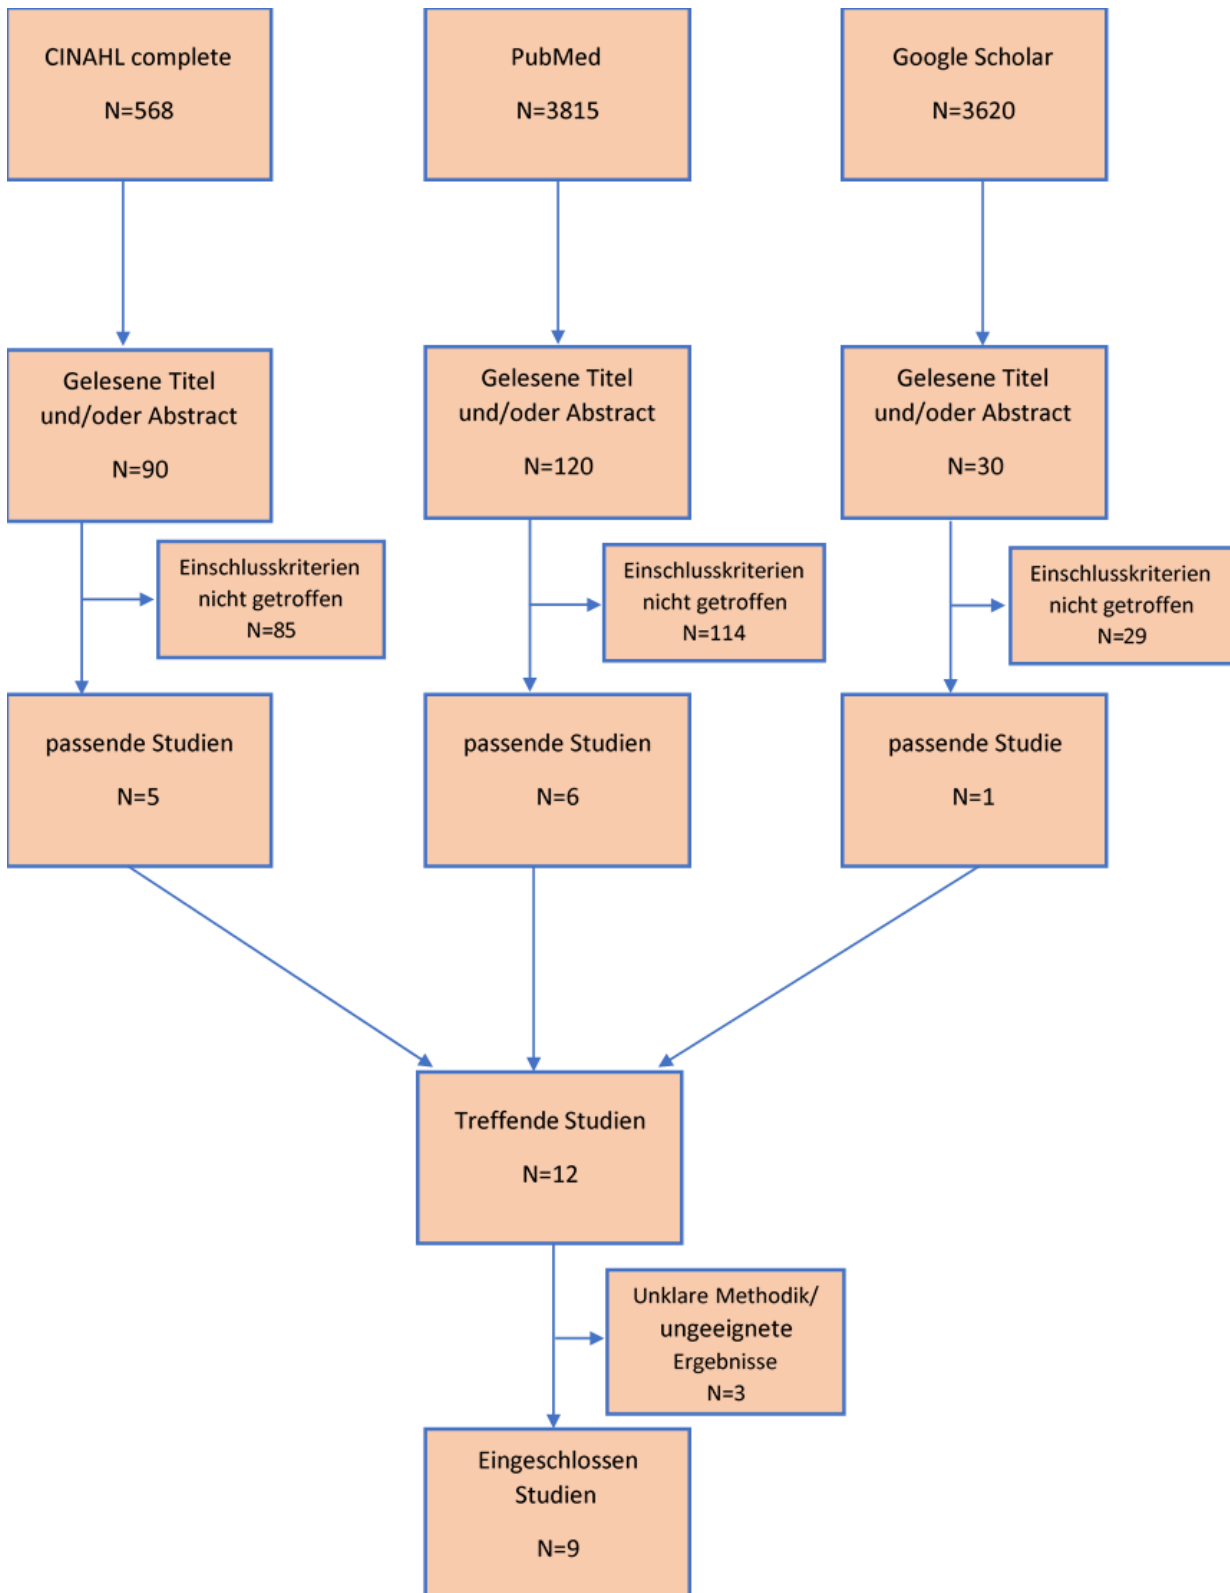 CINAHL complete
N=568
PubMed
N=3815
Google Scholar
N=3620
Gelesene Titel
und/oder Abstract
N=90
Gelesene Titel
und/oder Abstract
N=120
Gelesene Titel
und/oder Abstract
N=30
Einschlusskriterien
nicht getroffen
N=85
Einschlusskriterien
nicht getroffen
N=114
Einschlusskriterien
nicht getroffen
N=29
passende Studien
N=5
passende Studien
N=6
passende Studie
N=1
Treffende Studien
N=12
Unklare Methodik/
ungeeignete
Ergebnisse
N=3
Eingeschlossen
Studien
N=9